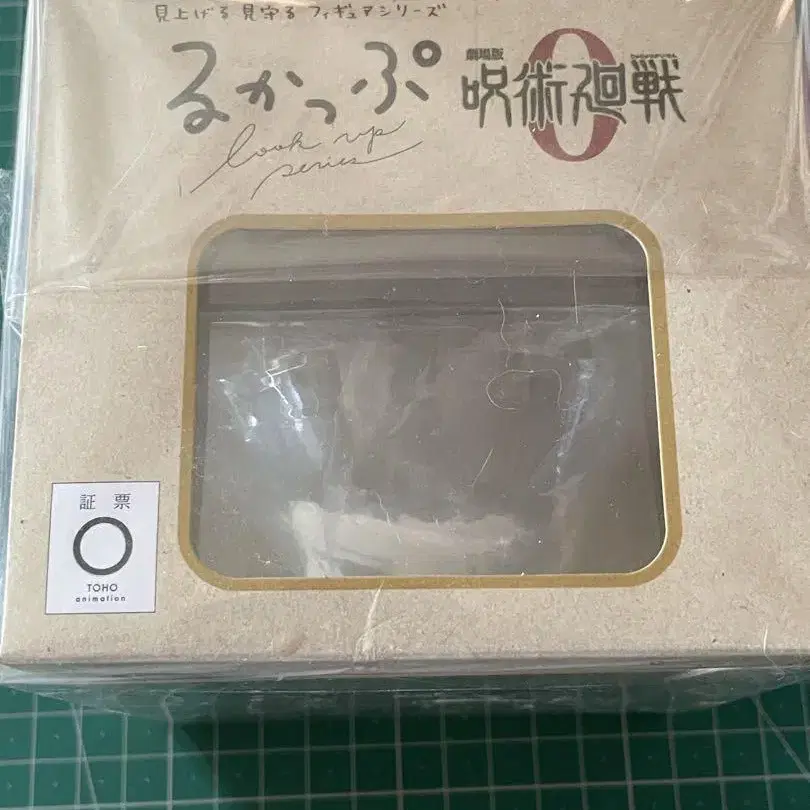 見上げる 見守る フィギュアシリーズ
るかっぷ
look up
series
劇場版
呪術廻戦
0
証票
TOHO
animation